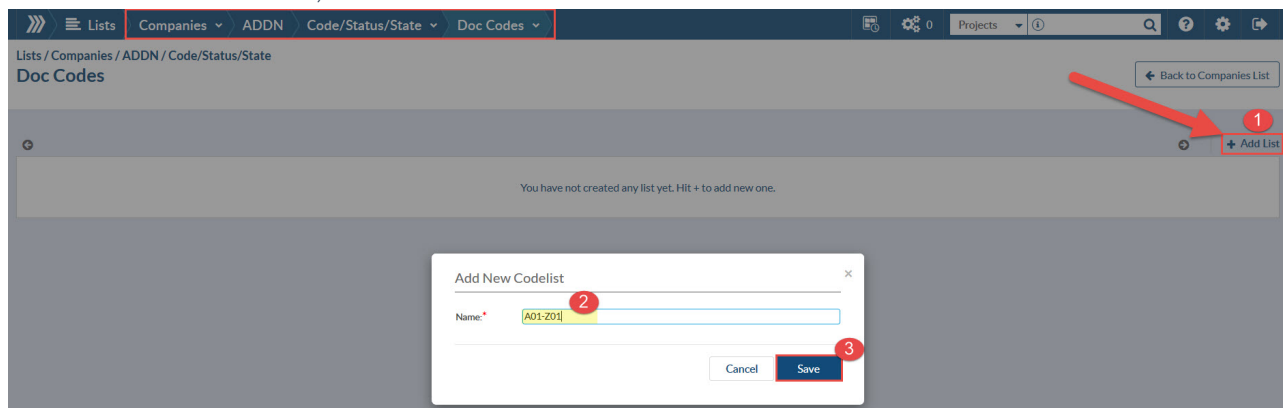 Lists Companies ADDN Code/Status/State Doc Codes 0 Projects
Lists / Companies / ADDN / Code/Status/State
Doc Codes
Back to Companies List
1
+ Add List
You have not created any list yet. Hit + to add new one.
Add New Codelist ×
2
Name:* A01-Z01
3
Cancel Save